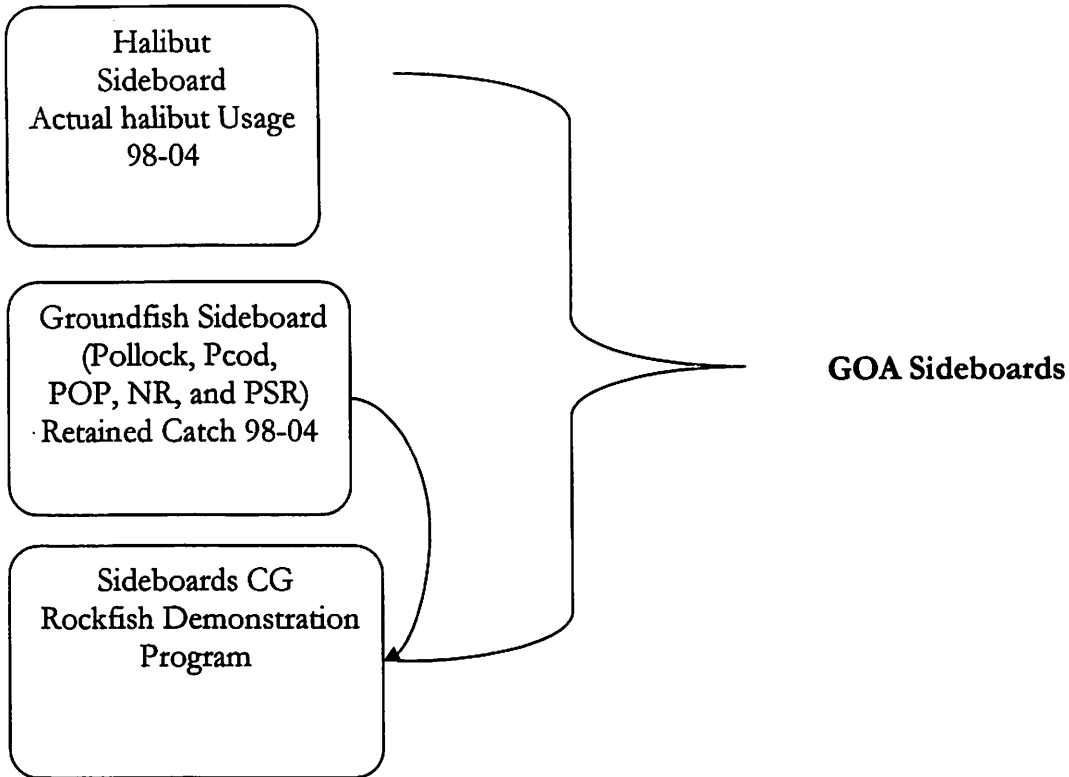 Halibut
Sideboard
Actual halibut Usage
98-04
Groundfish Sideboard
(Pollock, Pcod,
POP, NR, and PSR)
Retained Catch 98-04
Sideboards CG
Rockfish Demonstration
Program
GOA Sideboards